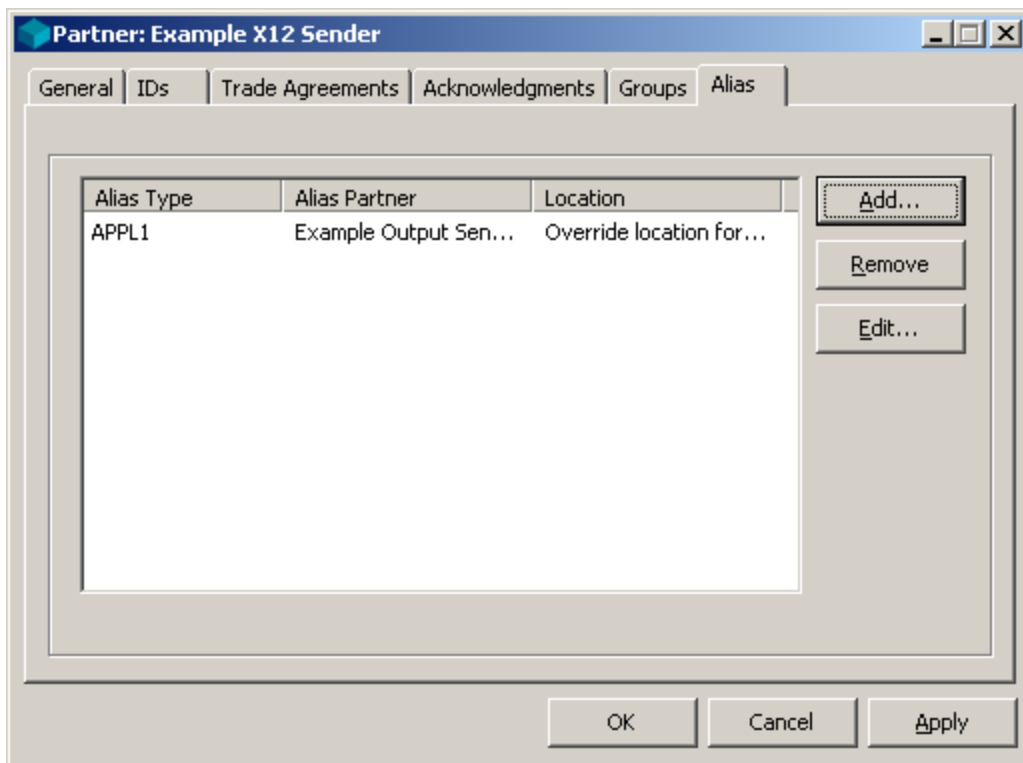 Partner: Example X12 Sender
General IDs Trade Agreements Acknowledgments Groups Alias
Alias Type Alias Partner Location
APPL1 Example Output Sen... Override location for...
Add...
Remove
Edit...
OK Cancel Apply